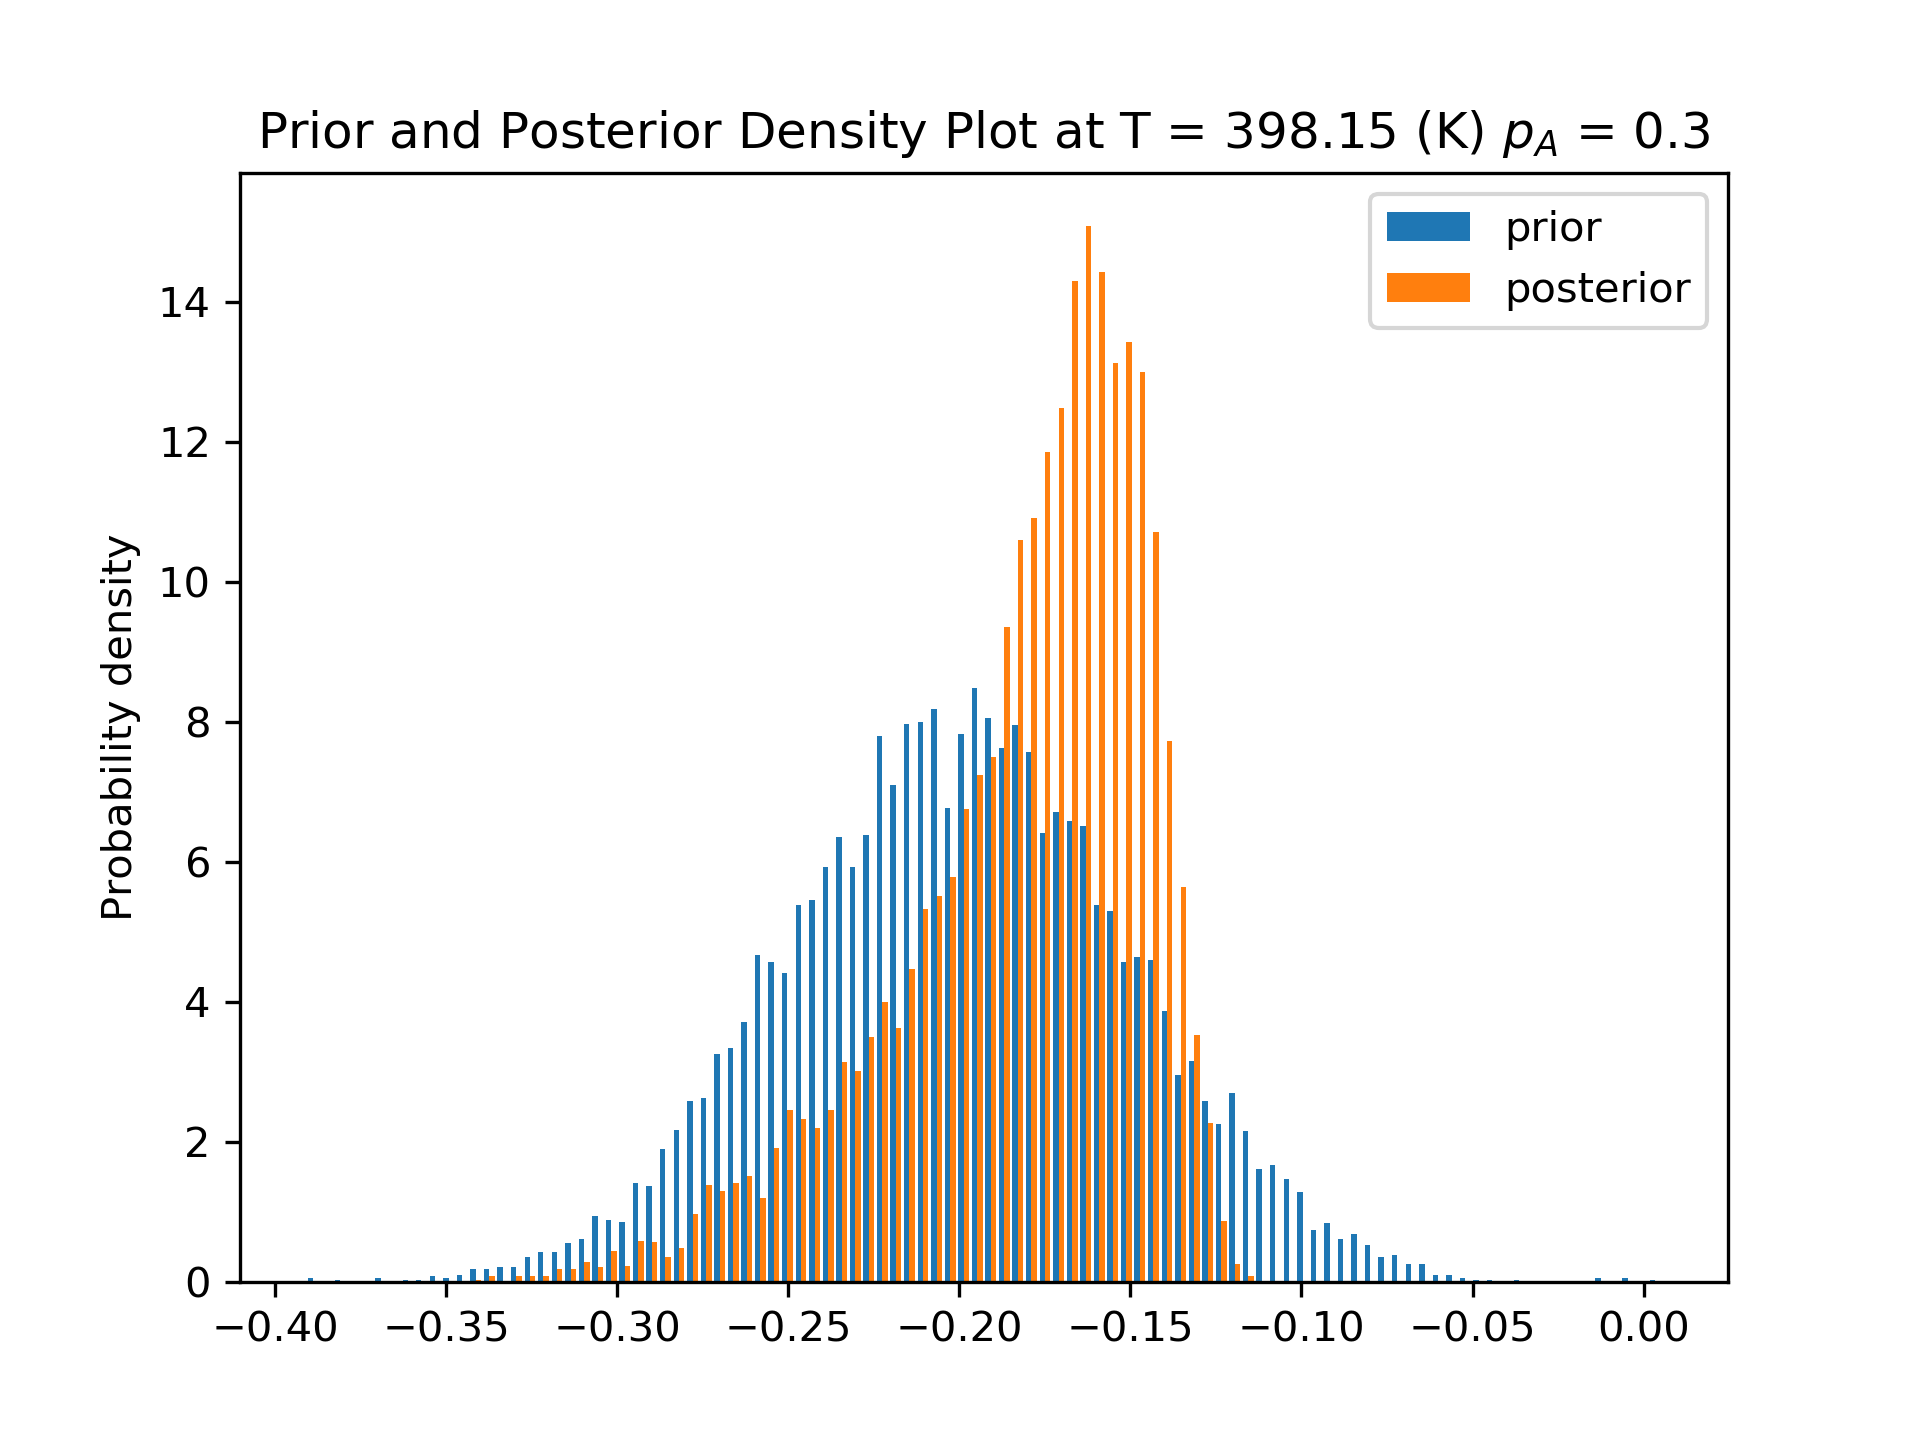 Prior and Posterior Density Plot at T = 398.15 (K) p_A = 0.3
prior
posterior
Probability density
14
12
10
8
6
4
2
0
−0.40 −0.35 −0.30 −0.25 −0.20 −0.15 −0.10 −0.05 0.00